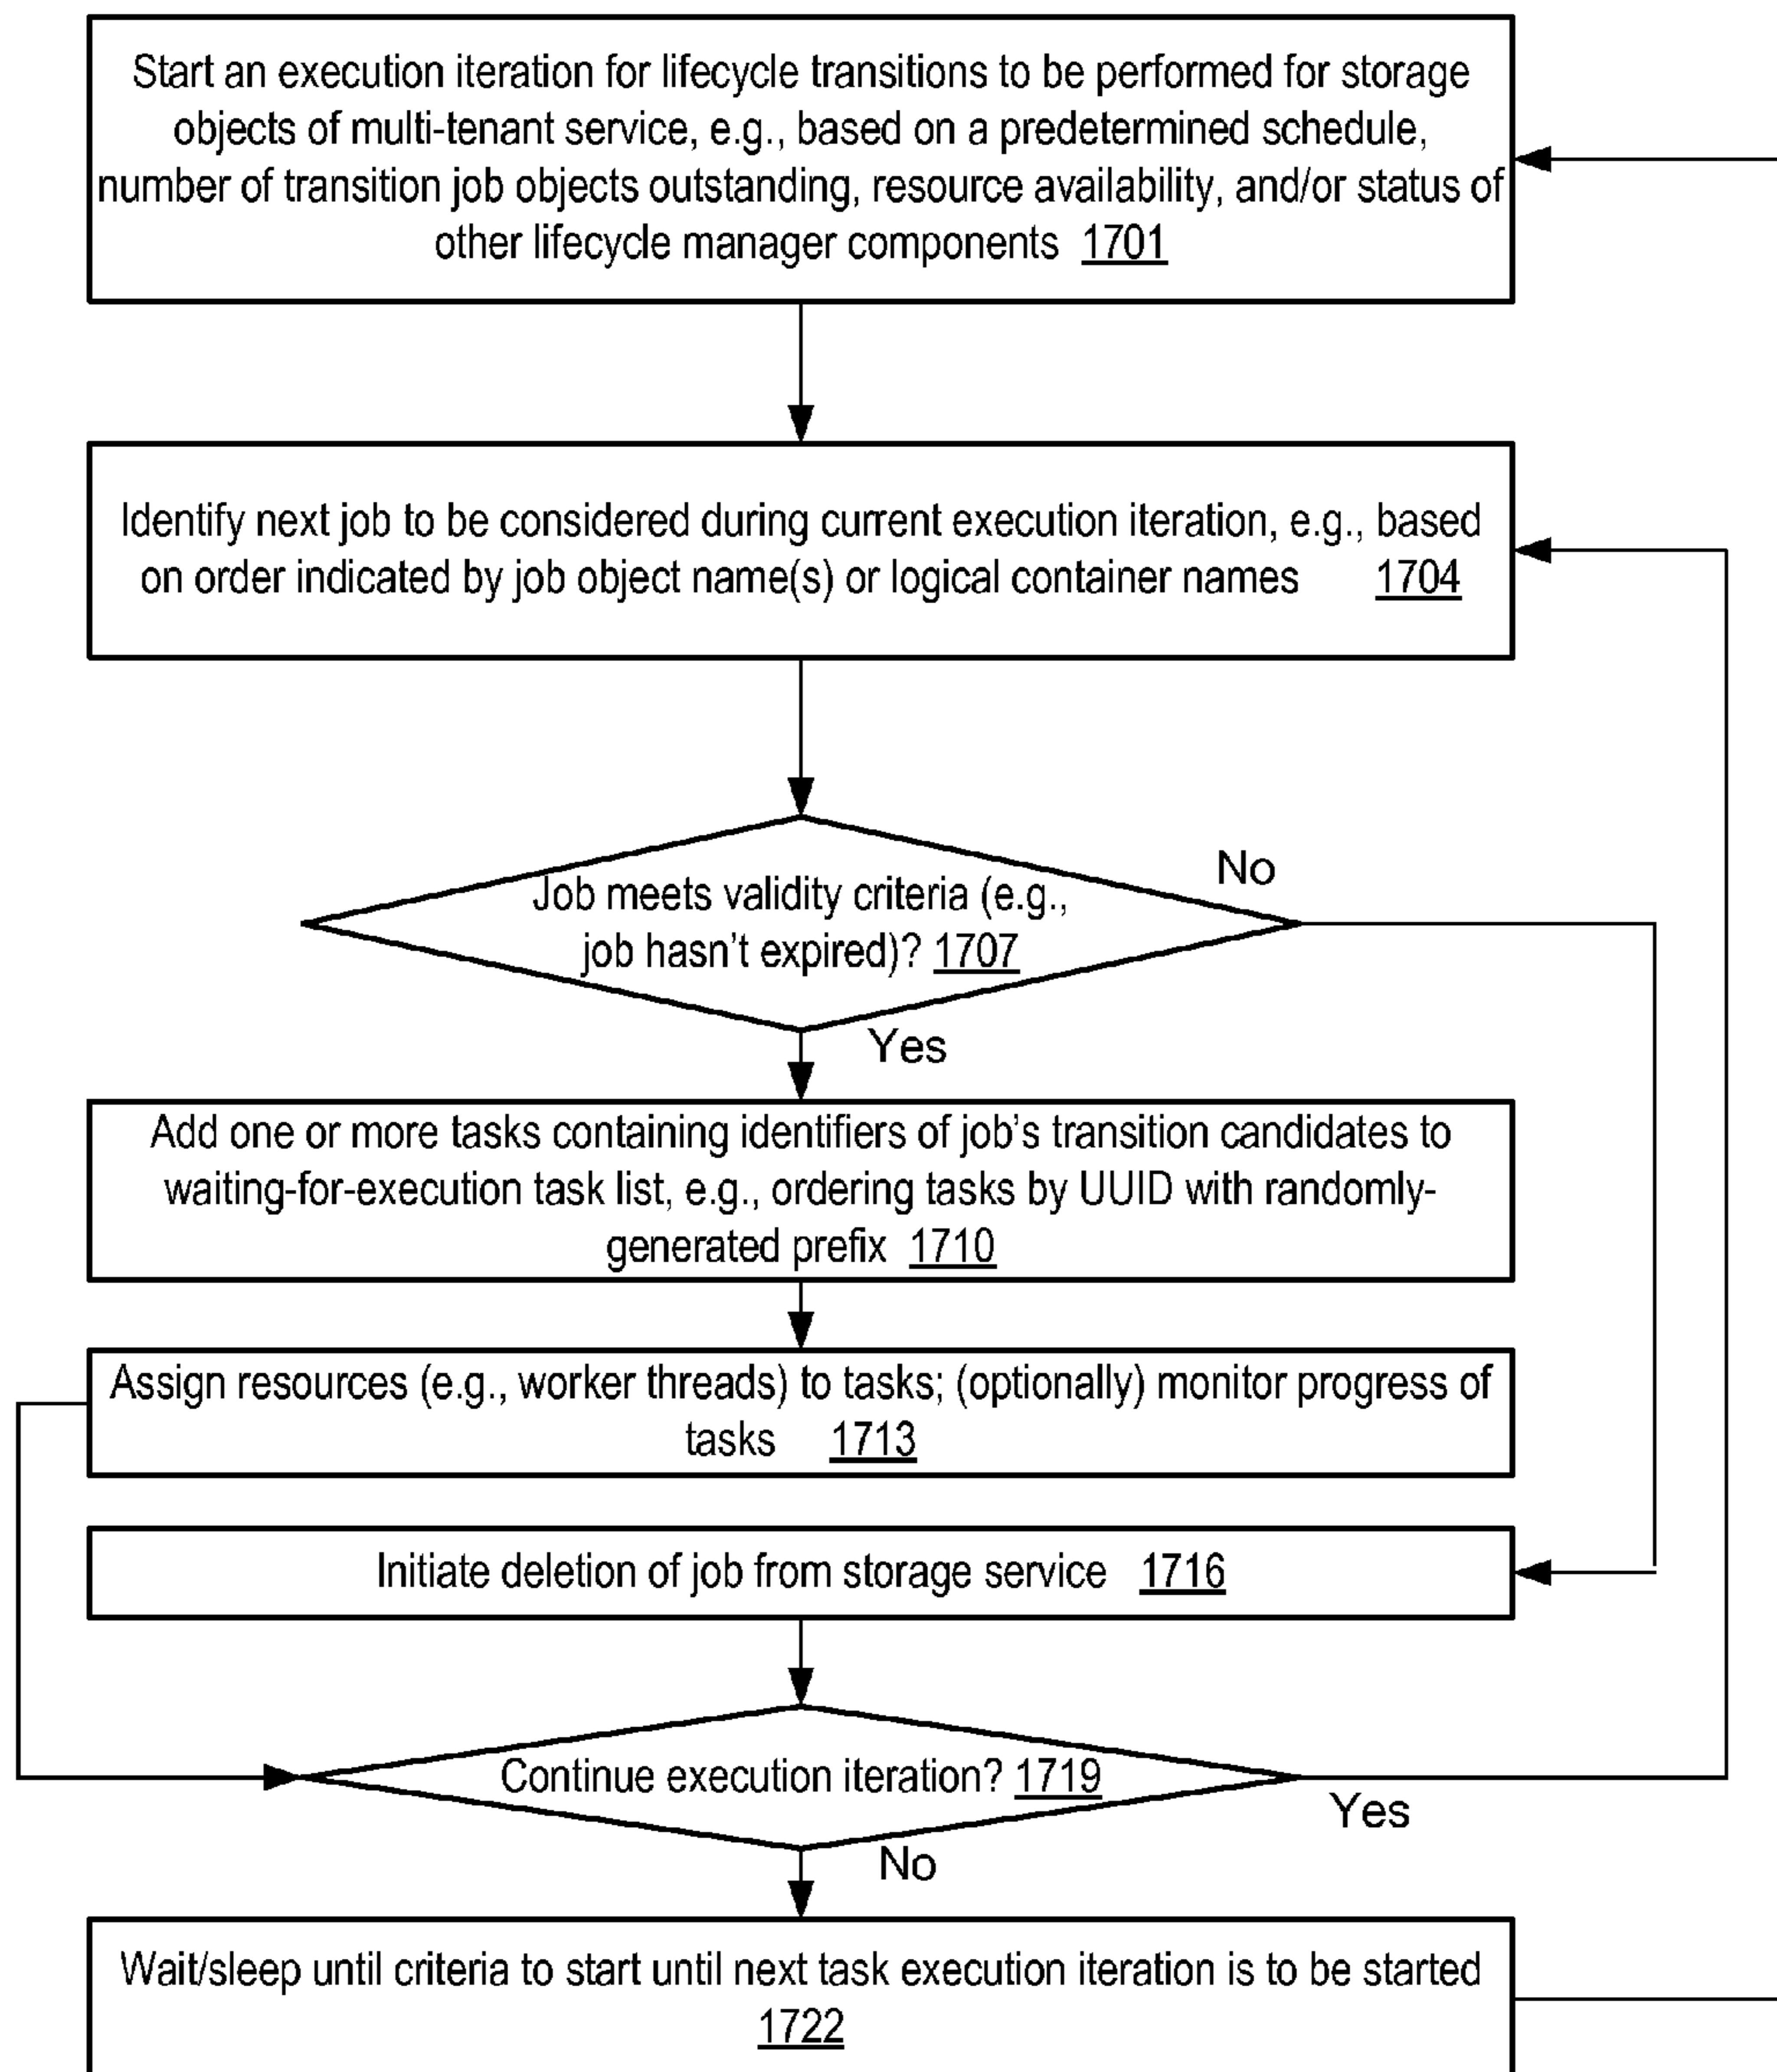 Start an execution iteration for lifecycle transitions to be performed for storage
objects of multi-tenant service, e.g., based on a predetermined schedule,
number of transition job objects outstanding, resource availability, and/or status of
other lifecycle manager components 1701
Identify next job to be considered during current execution iteration, e.g., based
on order indicated by job object name(s) or logical container names 1704
No
Job meets validity criteria (e.g.,
job hasn't expired)? 1707
Yes
Add one or more tasks containing identifiers of job's transition candidates to
waiting-for-execution task list, e.g., ordering tasks by UUID with randomly-
generated prefix 1710
Assign resources (e.g., worker threads) to tasks; (optionally) monitor progress of
tasks 1713
Initiate deletion of job from storage service 1716
Continue execution iteration? 1719
Yes
No
Wait/sleep until criteria to start until next task execution iteration is to be started
1722